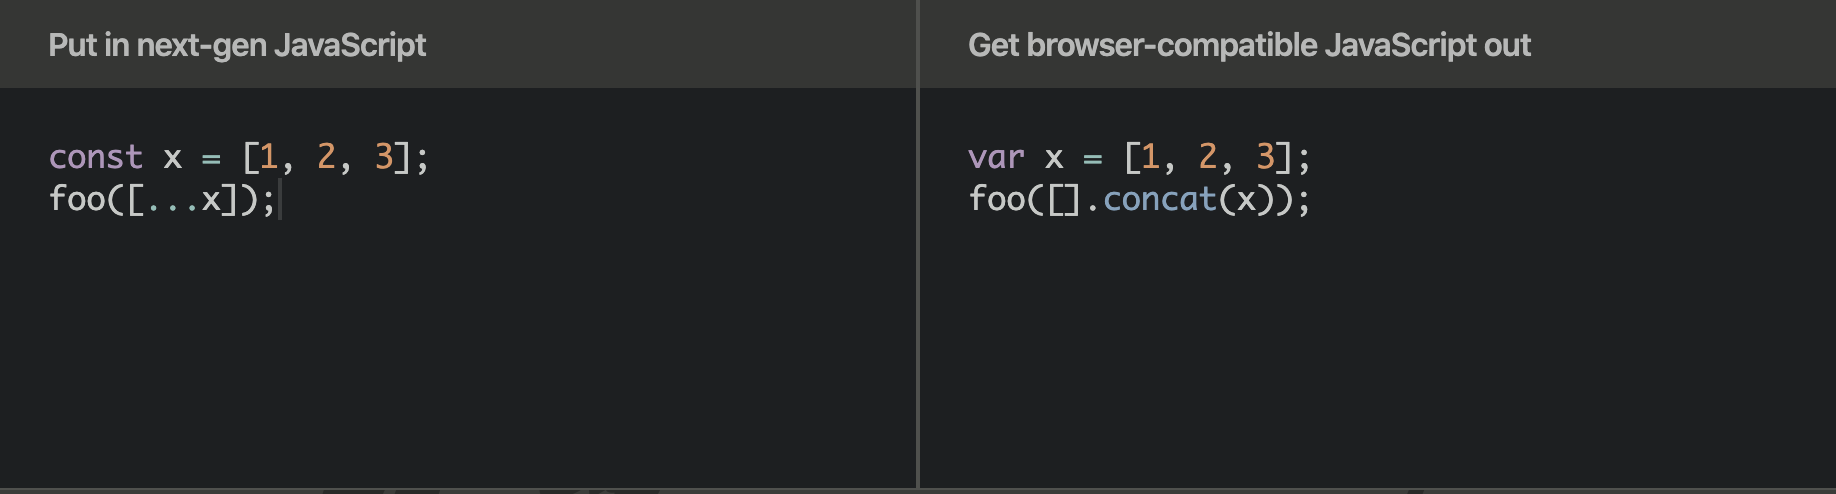 Put in next-gen JavaScript
const x = [1, 2, 3];
foo([...x]);
Get browser-compatible JavaScript out
var x = [1, 2, 3];
foo([].concat(x));